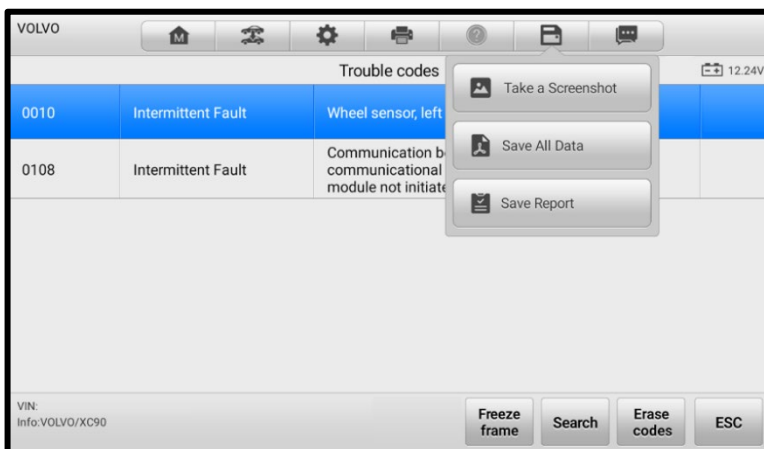 VOLVO
M
Trouble codes
12.24V
Take a Screenshot
0010 Intermittent Fault Wheel sensor, left
Save All Data
0108 Intermittent Fault Communication
communicational
module not
Save Report
VIN:
Info:VOLVO/XC90
Freeze frame
Search
Erase codes
ESC